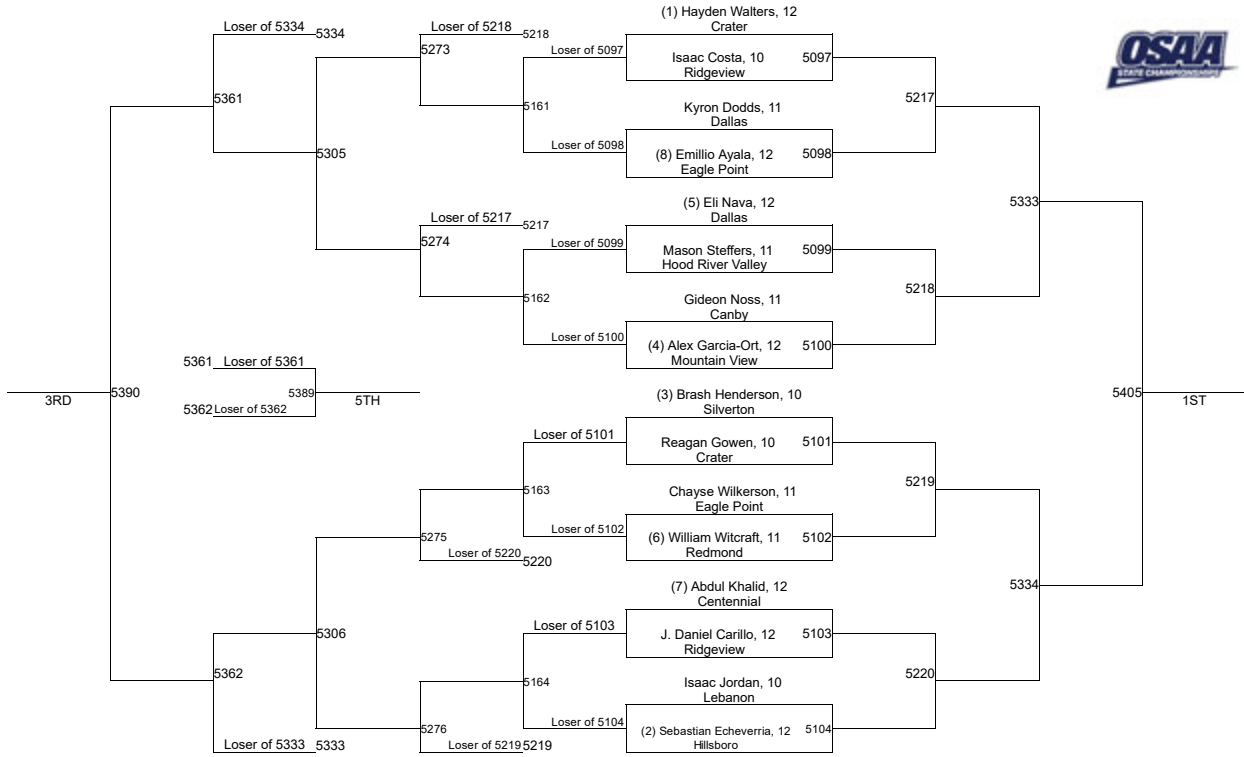 (1) Hayden Walters, 12
Crater
Loser of 5334 5334
Loser of 5218 5218
OSAA
STATE CHAMPIONSHIPS
5273
Loser of 5097
Isaac Costa, 10 5097
Ridgeview
5361
5161
5217
Kyron Dodds, 11
Dallas
5305
Loser of 5098
(8) Emillio Ayala, 12 5098
Eagle Point
(5) Eli Nava, 12
Dallas
5333
Loser of 5217 5217
5274
Loser of 5099
Mason Steffers, 11 5099
Hood River Valley
5162
5218
Gideon Noss, 11
Canby
Loser of 5100
(4) Alex Garcia-Ort, 12 5100
Mountain View
5361 Loser of 5361
3RD
5390
5389
5TH
5362 Loser of 5362
(3) Brash Henderson, 10
Silverton
5405
1ST
Loser of 5101
Reagan Gowen, 10 5101
Crater
5163
5219
Chayse Wilkerson, 11
Eagle Point
5275
Loser of 5102
(6) William Witcraft, 11 5102
Redmond
Loser of 5220 5220
(7) Abdul Khalid, 12
Centennial
5334
5306
Loser of 5103
J. Daniel Carillo, 12 5103
Ridgeview
5362
5164
5220
Isaac Jordan, 10
Lebanon
5276
Loser of 5104
(2) Sebastian Echeverria, 12 5104
Hillsboro
Loser of 5333 5333
Loser of 5219 5219